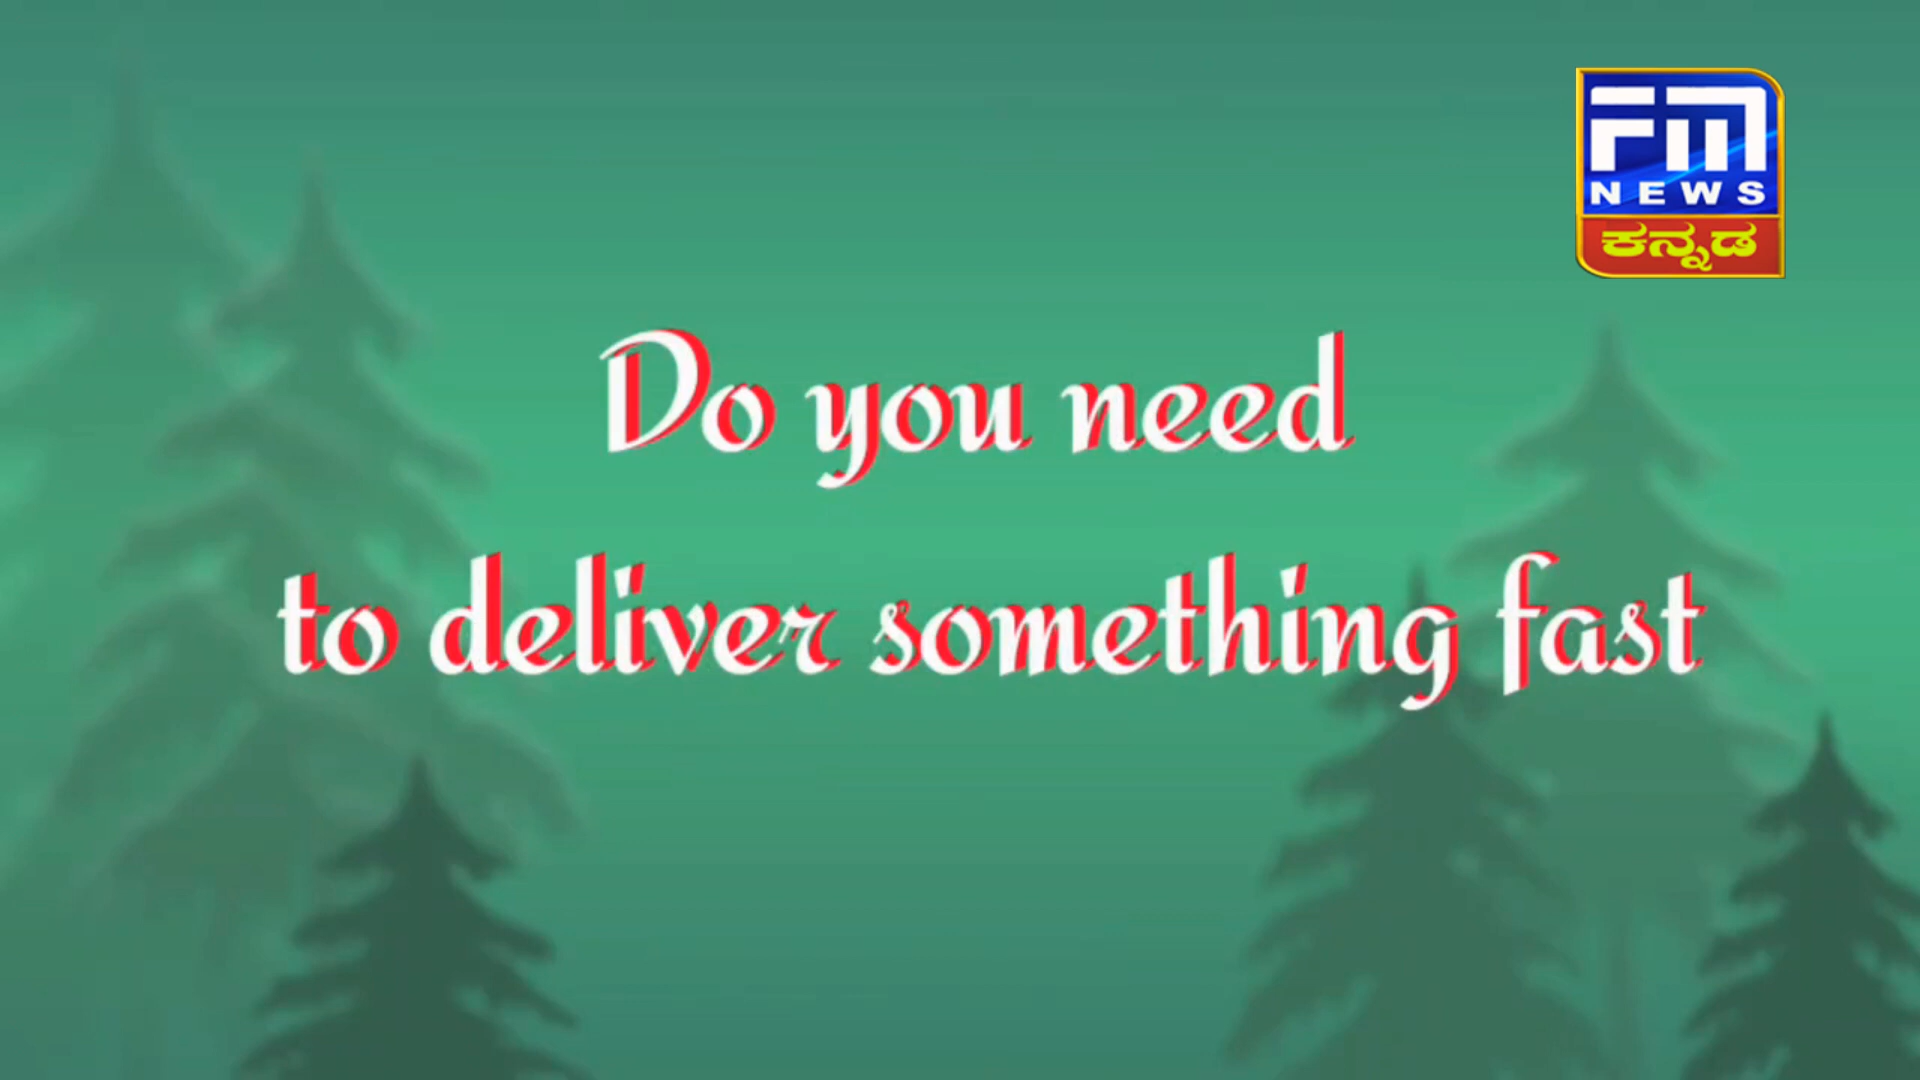 FM
NEWS
ಕನ್ನಡ
Do you need
to deliver something fast